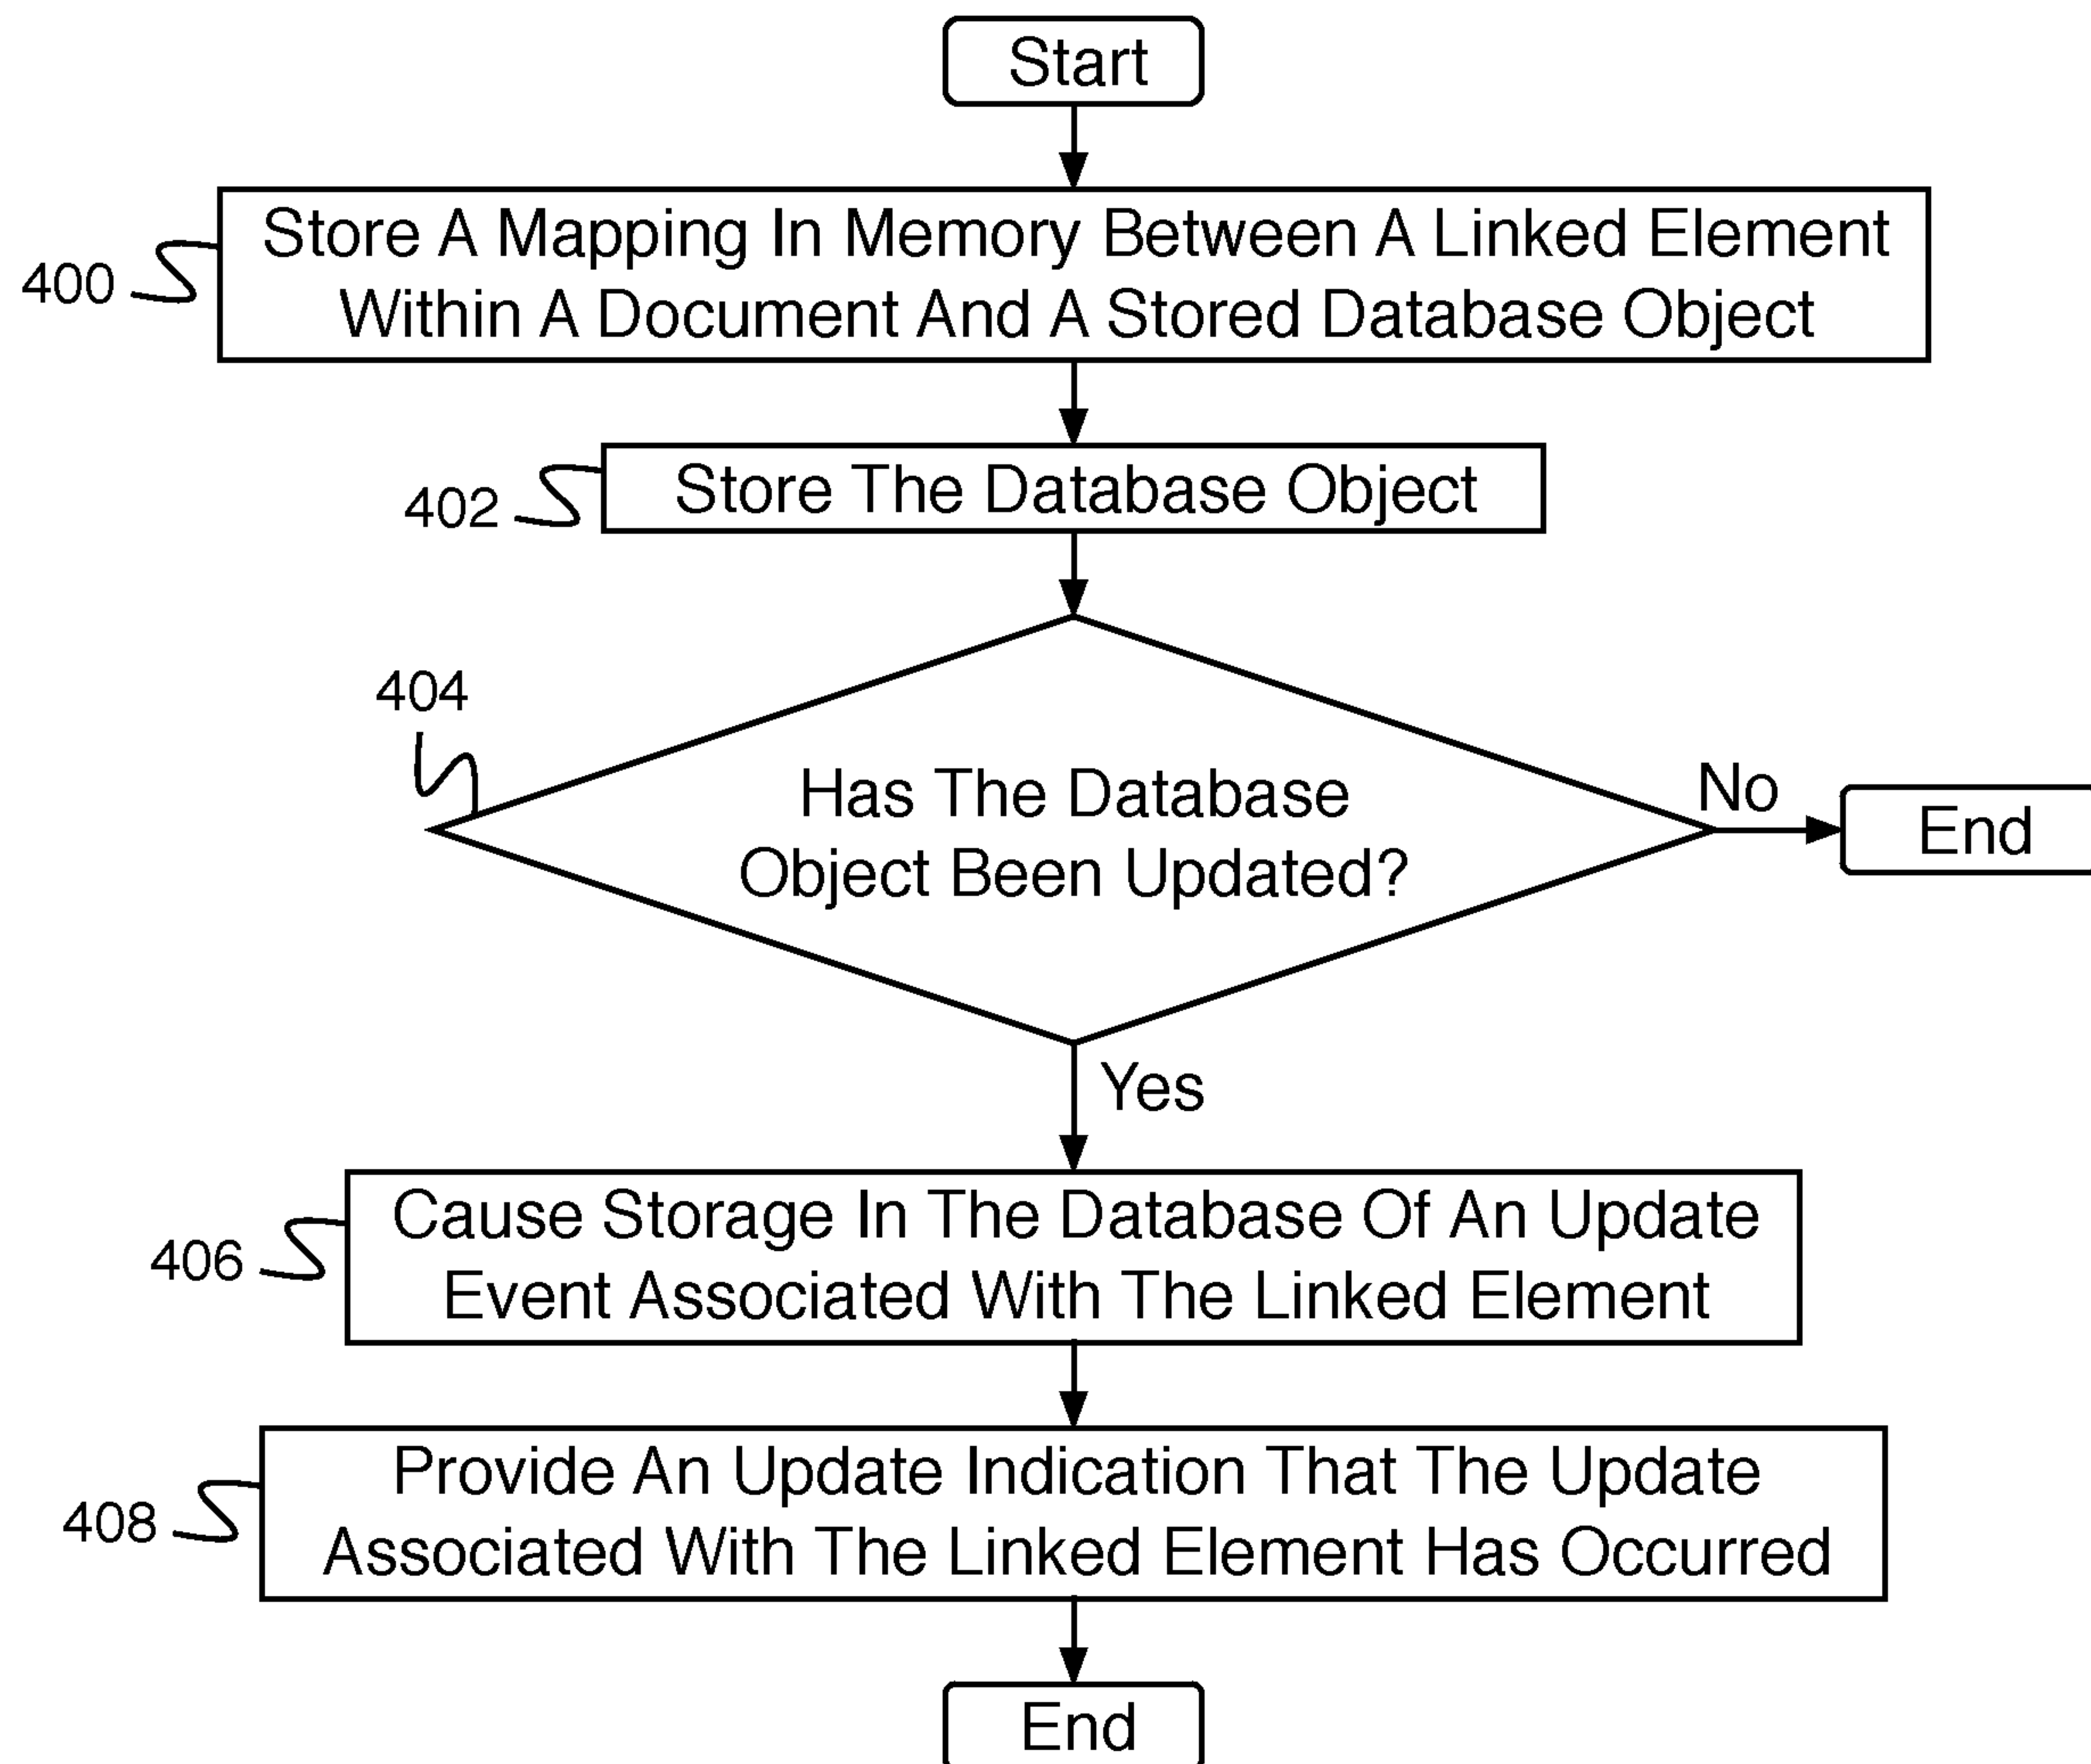 Start
400
Store A Mapping In Memory Between A Linked Element
Within A Document And A Stored Database Object
402
Store The Database Object
404
Has The Database
Object Been Updated?
No
End
Yes
406
Cause Storage In The Database Of An Update
Event Associated With The Linked Element
408
Provide An Update Indication That The Update
Associated With The Linked Element Has Occurred
End